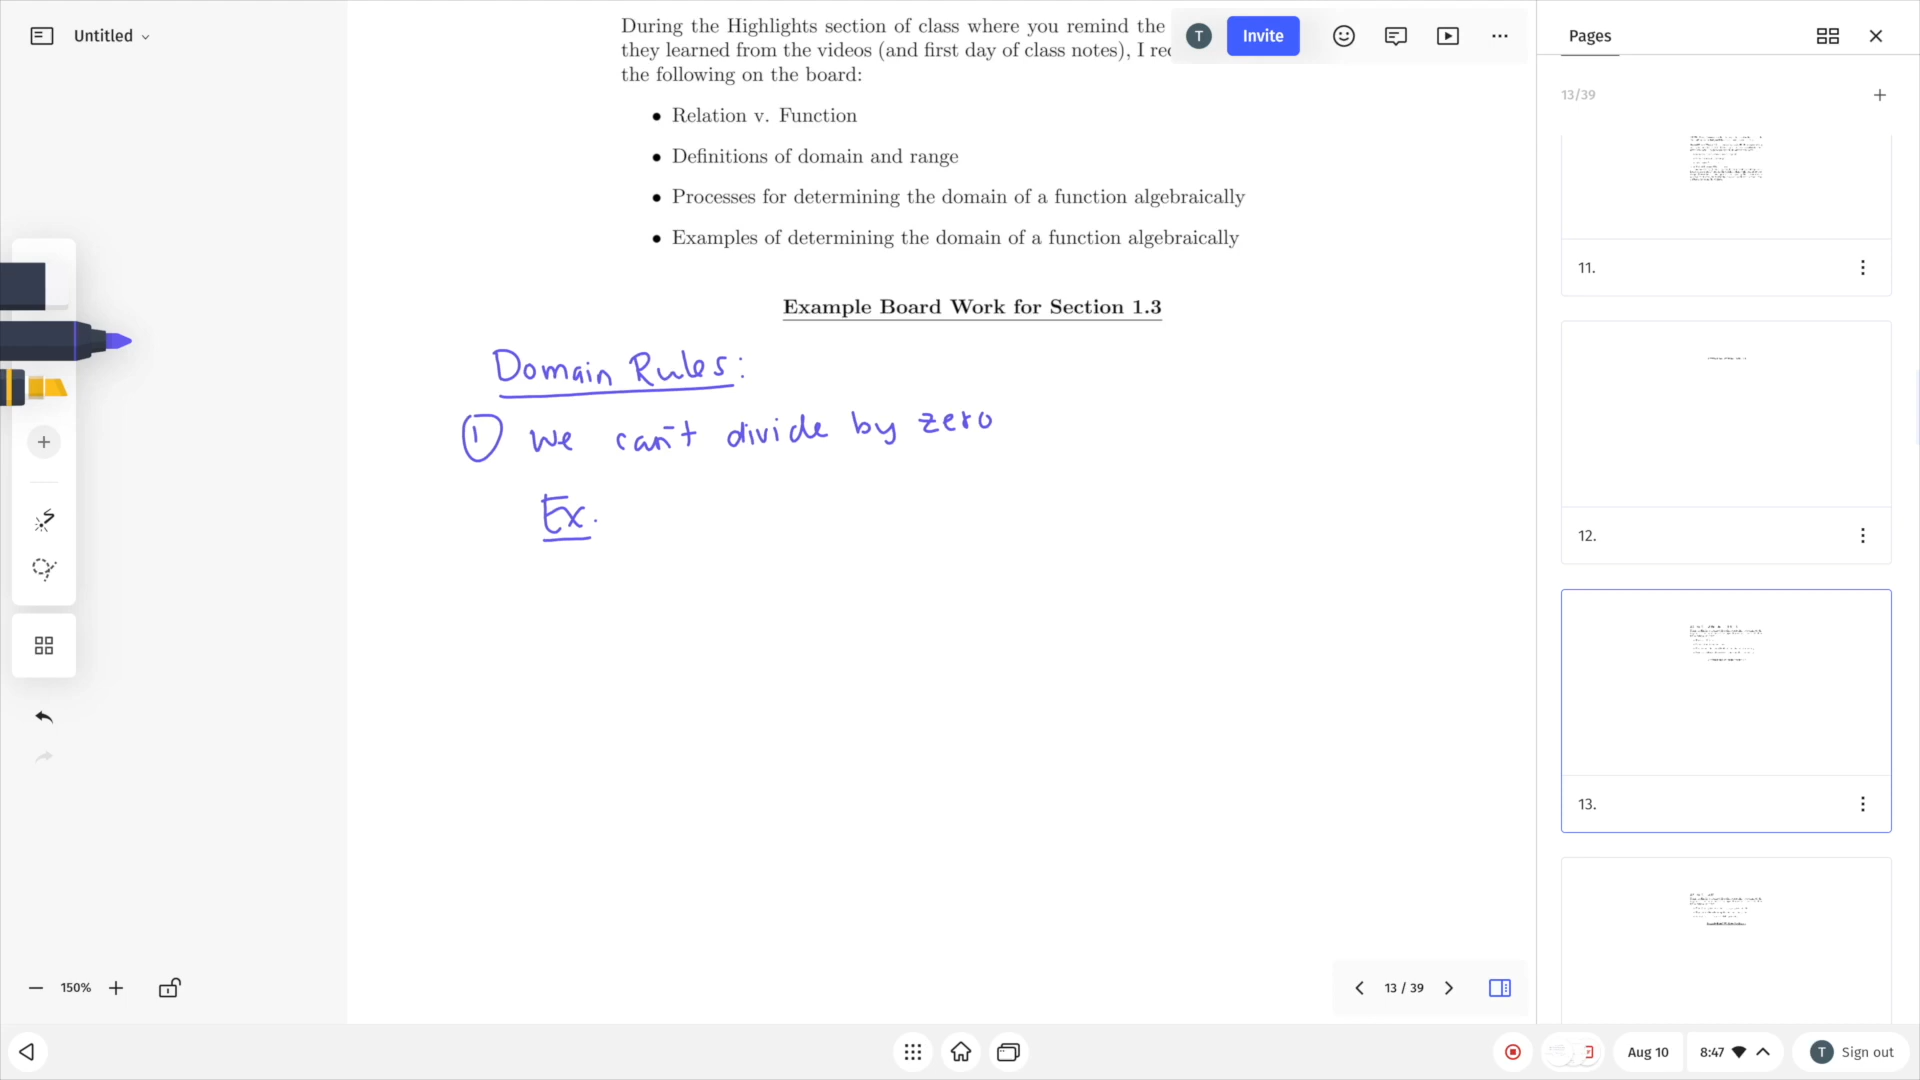 Untitled
During the Highlights section of class where you remind the
they learned from the videos (and first day of class notes), I rec
the following on the board:
T
Invite
Pages
13/39
• Relation v. Function
• Definitions of domain and range
• Processes for determining the domain of a function algebraically
• Examples of determining the domain of a function algebraically
11.
Example Board Work for Section 1.3
Domain Rules:
① We can't divide by zero
Ex.
12.
13.
150%
13 / 39
Aug 10
8:47
T
Sign out